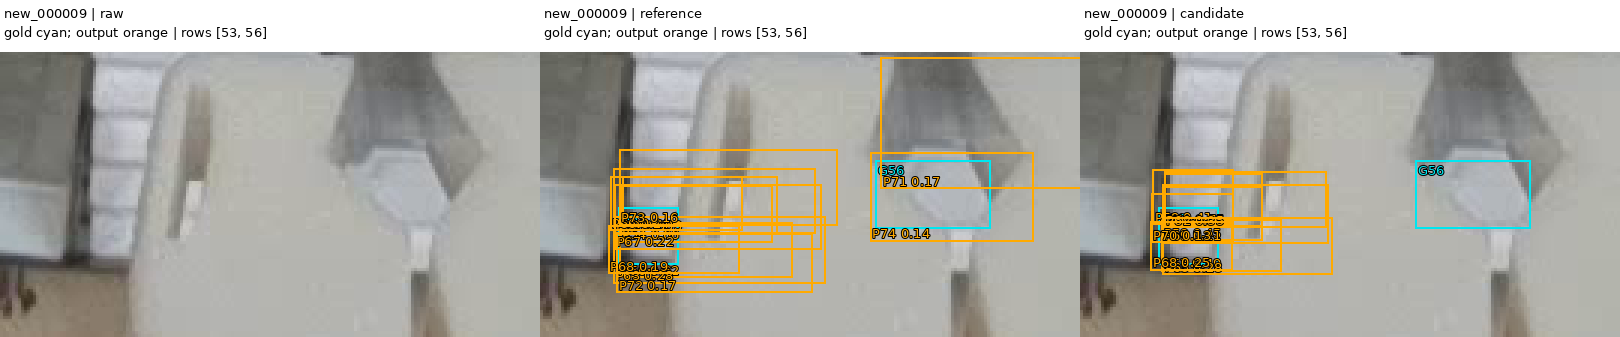 new_000009 | raw
gold cyan; output orange | rows [53, 56]
new_000009 | reference
gold cyan; output orange | rows [53, 56]
G56
P71 0.17
P73 0.16
P67 0.22
P74 0.14
P68 0.19
P72 0.17
new_000009 | candidate
gold cyan; output orange | rows [53, 56]
G56
P68 0.25